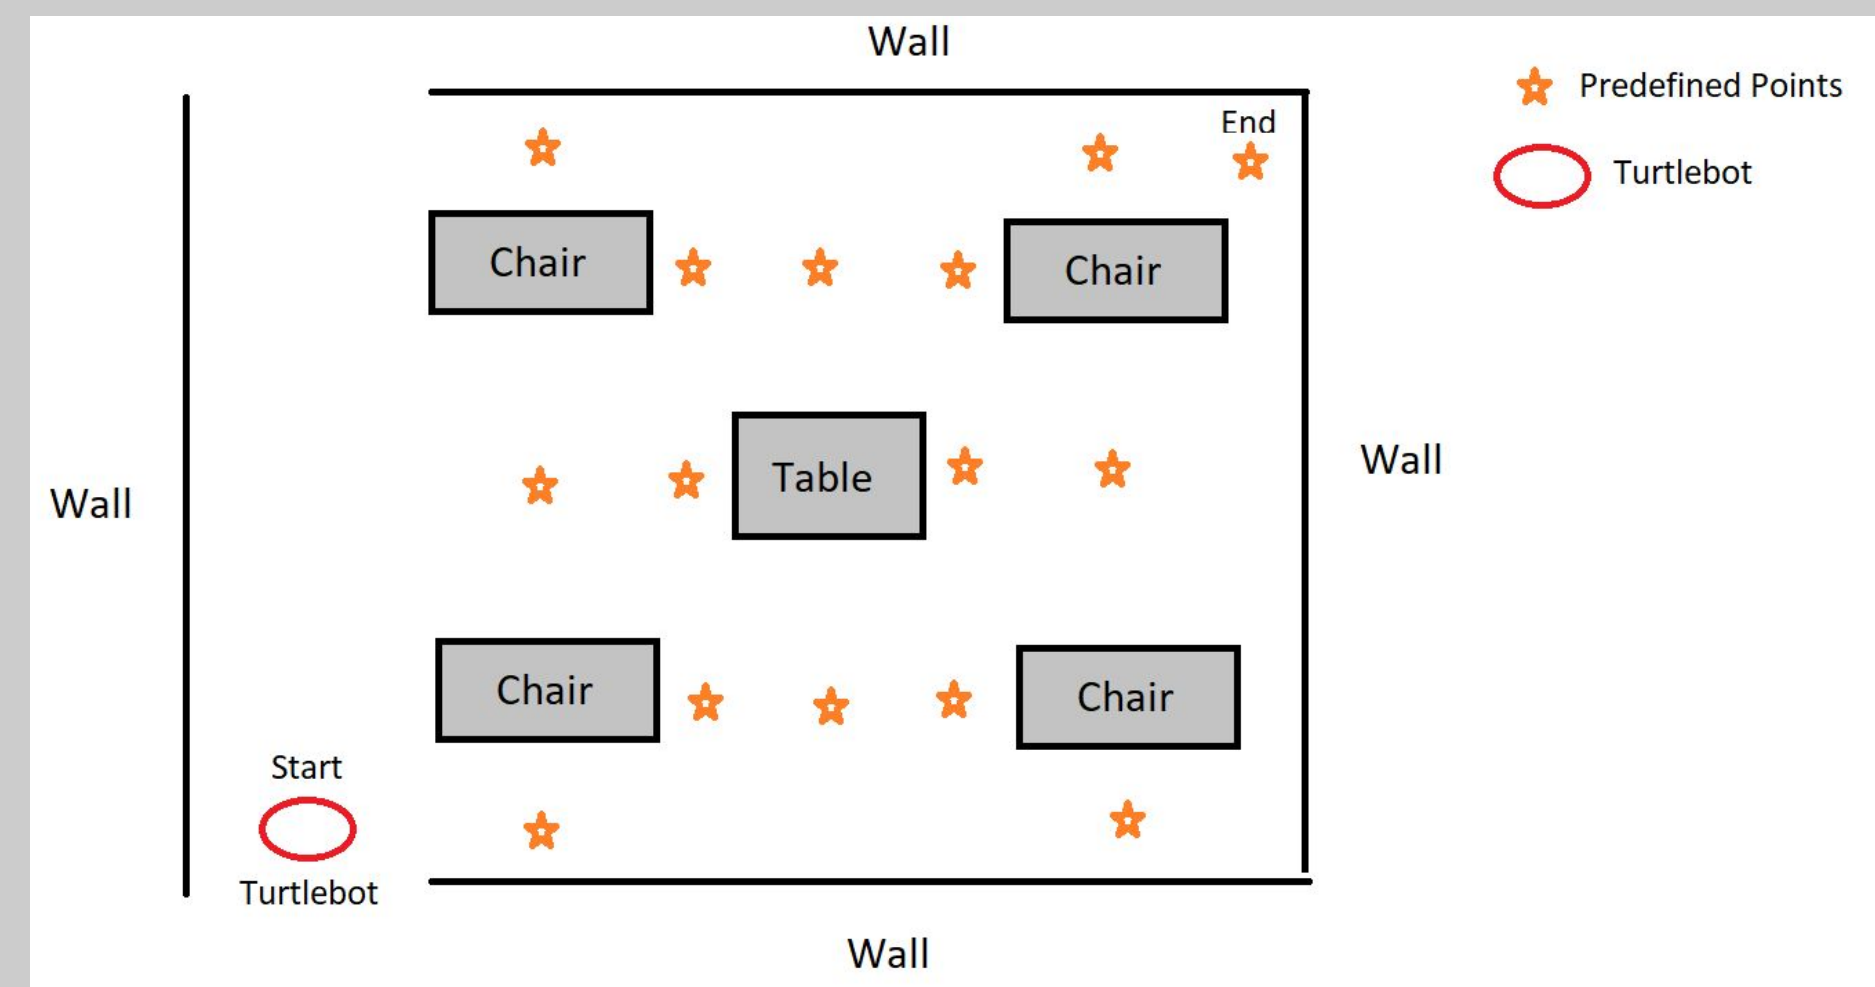 Wall
Predefined Points
End
Turtlebot
Chair
Chair
Wall
Table
Wall
Chair
Chair
Start
Turtlebot
Wall